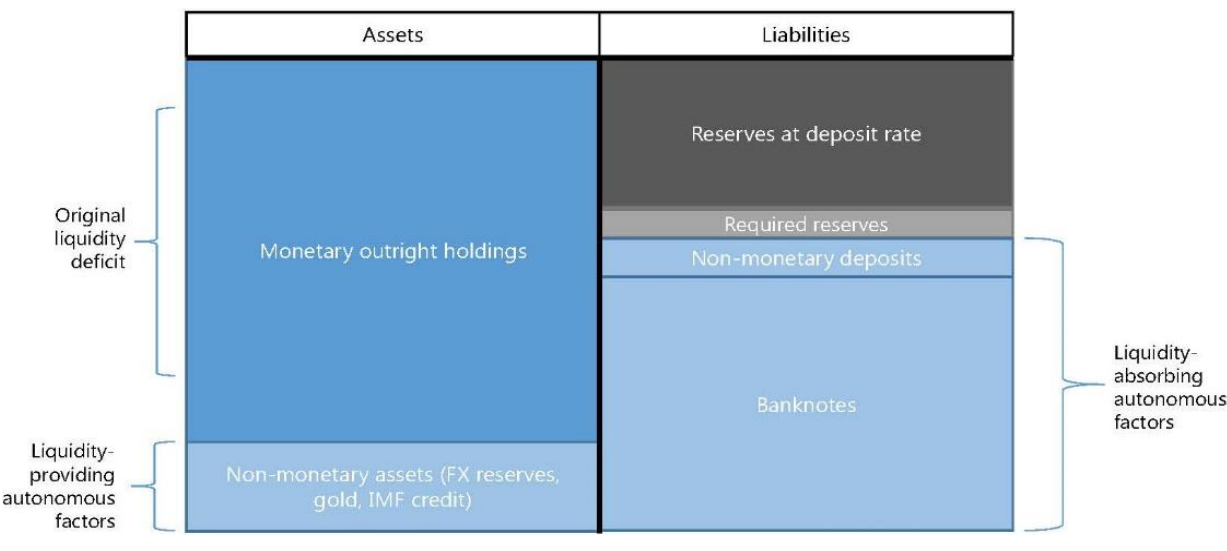 Assets
Liabilities
Reserves at deposit rate
Required reserves
Original
liquidity
deficit
Monetary outright holdings
Non-monetary deposits
Banknotes
Liquidity-
absorbing
autonomous
factors
Liquidity-
providing
autonomous
factors
Non-monetary assets (FX reserves,
gold, IMF credit)